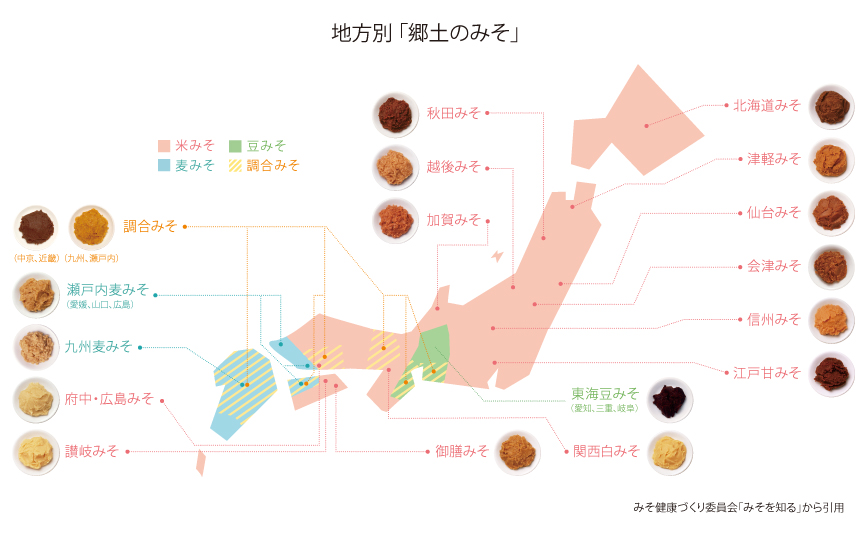 地方別「郷土のみそ」
米みそ
豆みそ
麦みそ
調合みそ
秋田みそ
越後みそ
加賀みそ
北海道みそ
津軽みそ
仙台みそ
会津みそ
信州みそ
江戸甘みそ
調合みそ
(中京、近畿)
(九州、瀬戸内)
瀬戸内麦みそ
(愛媛、山口、広島)
九州麦みそ
府中・広島みそ
讃岐みそ
東海豆みそ
(愛知、三重、岐阜)
御膳みそ
関西白みそ
みそ健康づくり委員会「みそを知る」から引用